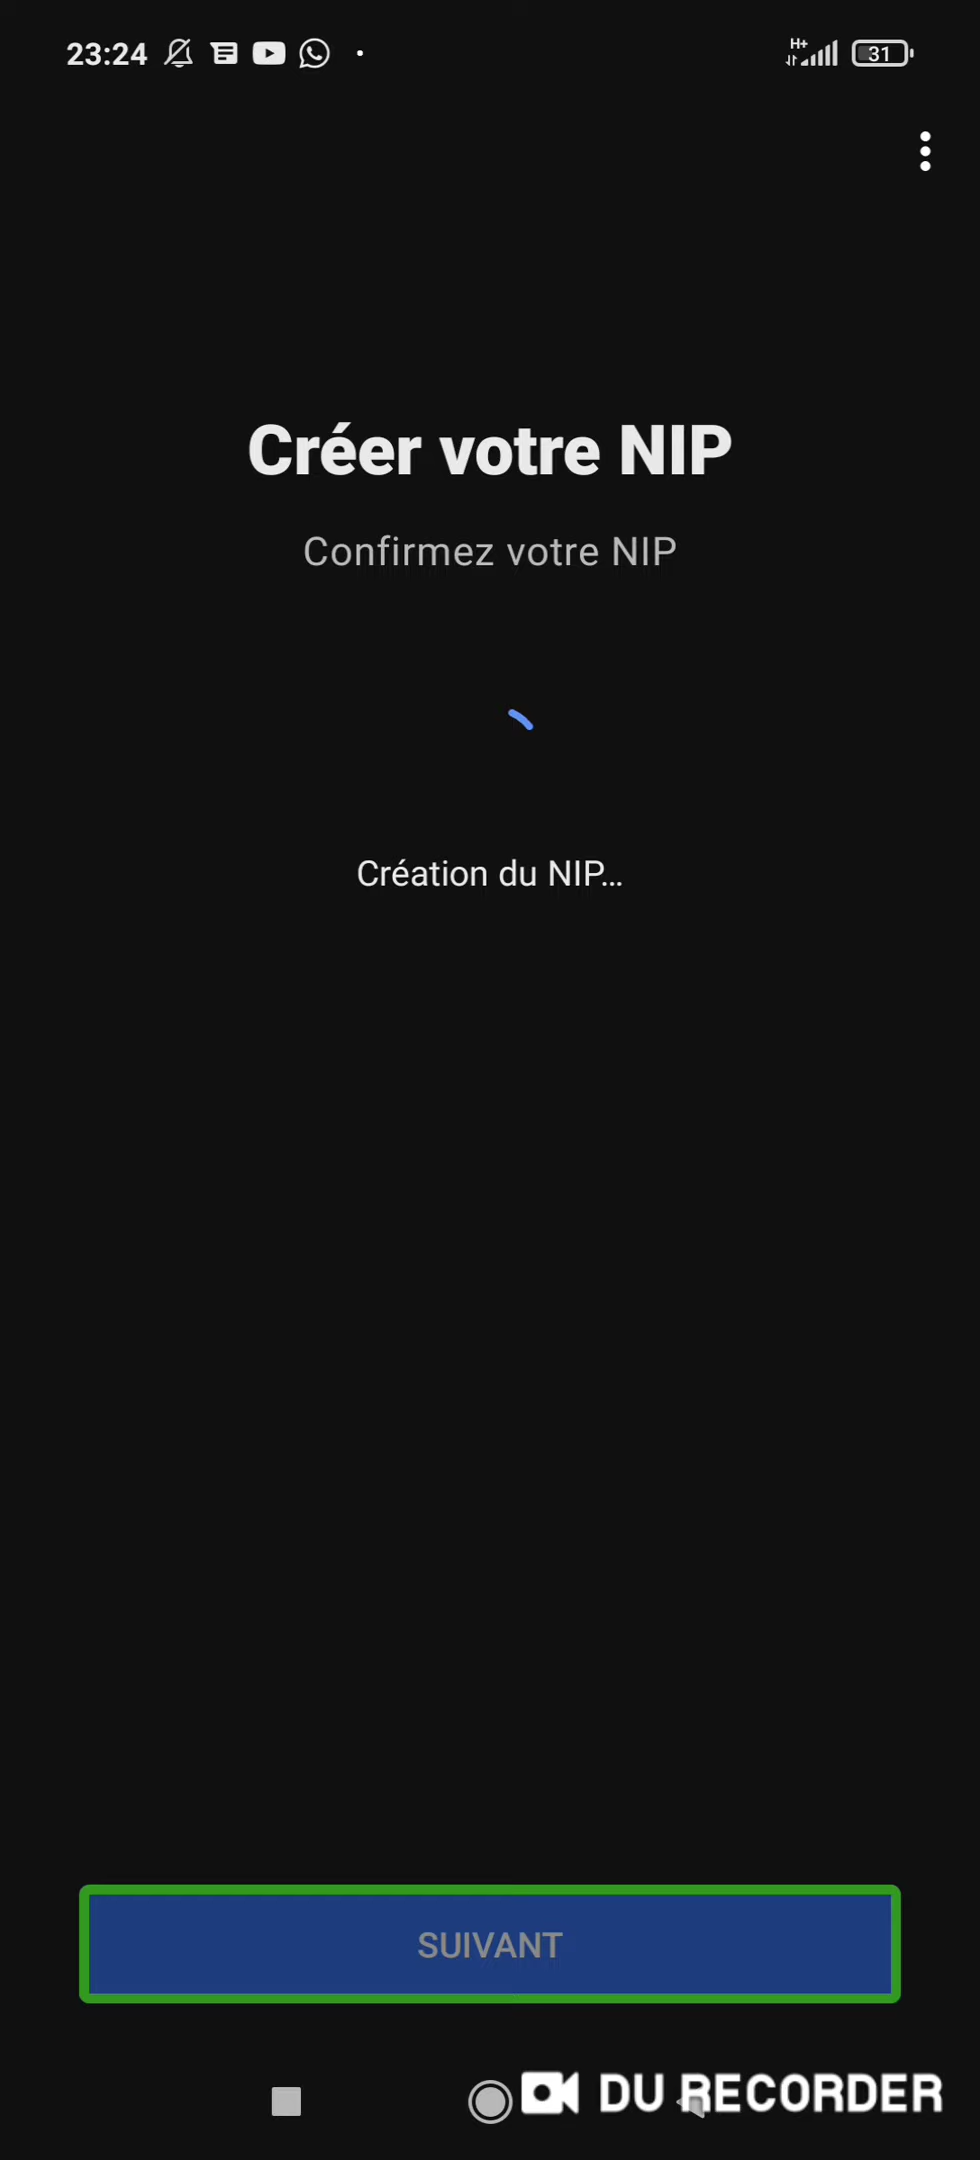 23:24 H+ 31
Créer votre NIP
Confirmez votre NIP
Création du NIP...
SUIVANT
DU RECORDER